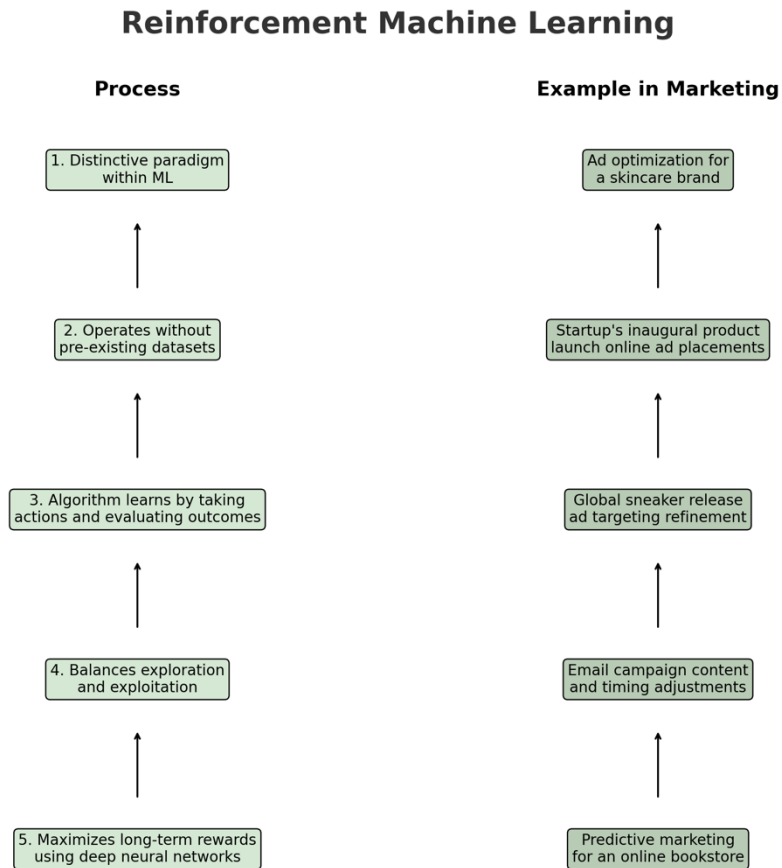 Reinforcement Machine Learning
Process
Example in Marketing
1. Distinctive paradigm
within ML
Ad optimization for
a skincare brand
2. Operates without
pre-existing datasets
Startup's inaugural product
launch online ad placements
3. Algorithm learns by taking
actions and evaluating outcomes
Global sneaker release
ad targeting refinement
4. Balances exploration
and exploitation
Email campaign content
and timing adjustments
5. Maximizes long-term rewards
using deep neural networks
Predictive marketing
for an online bookstore